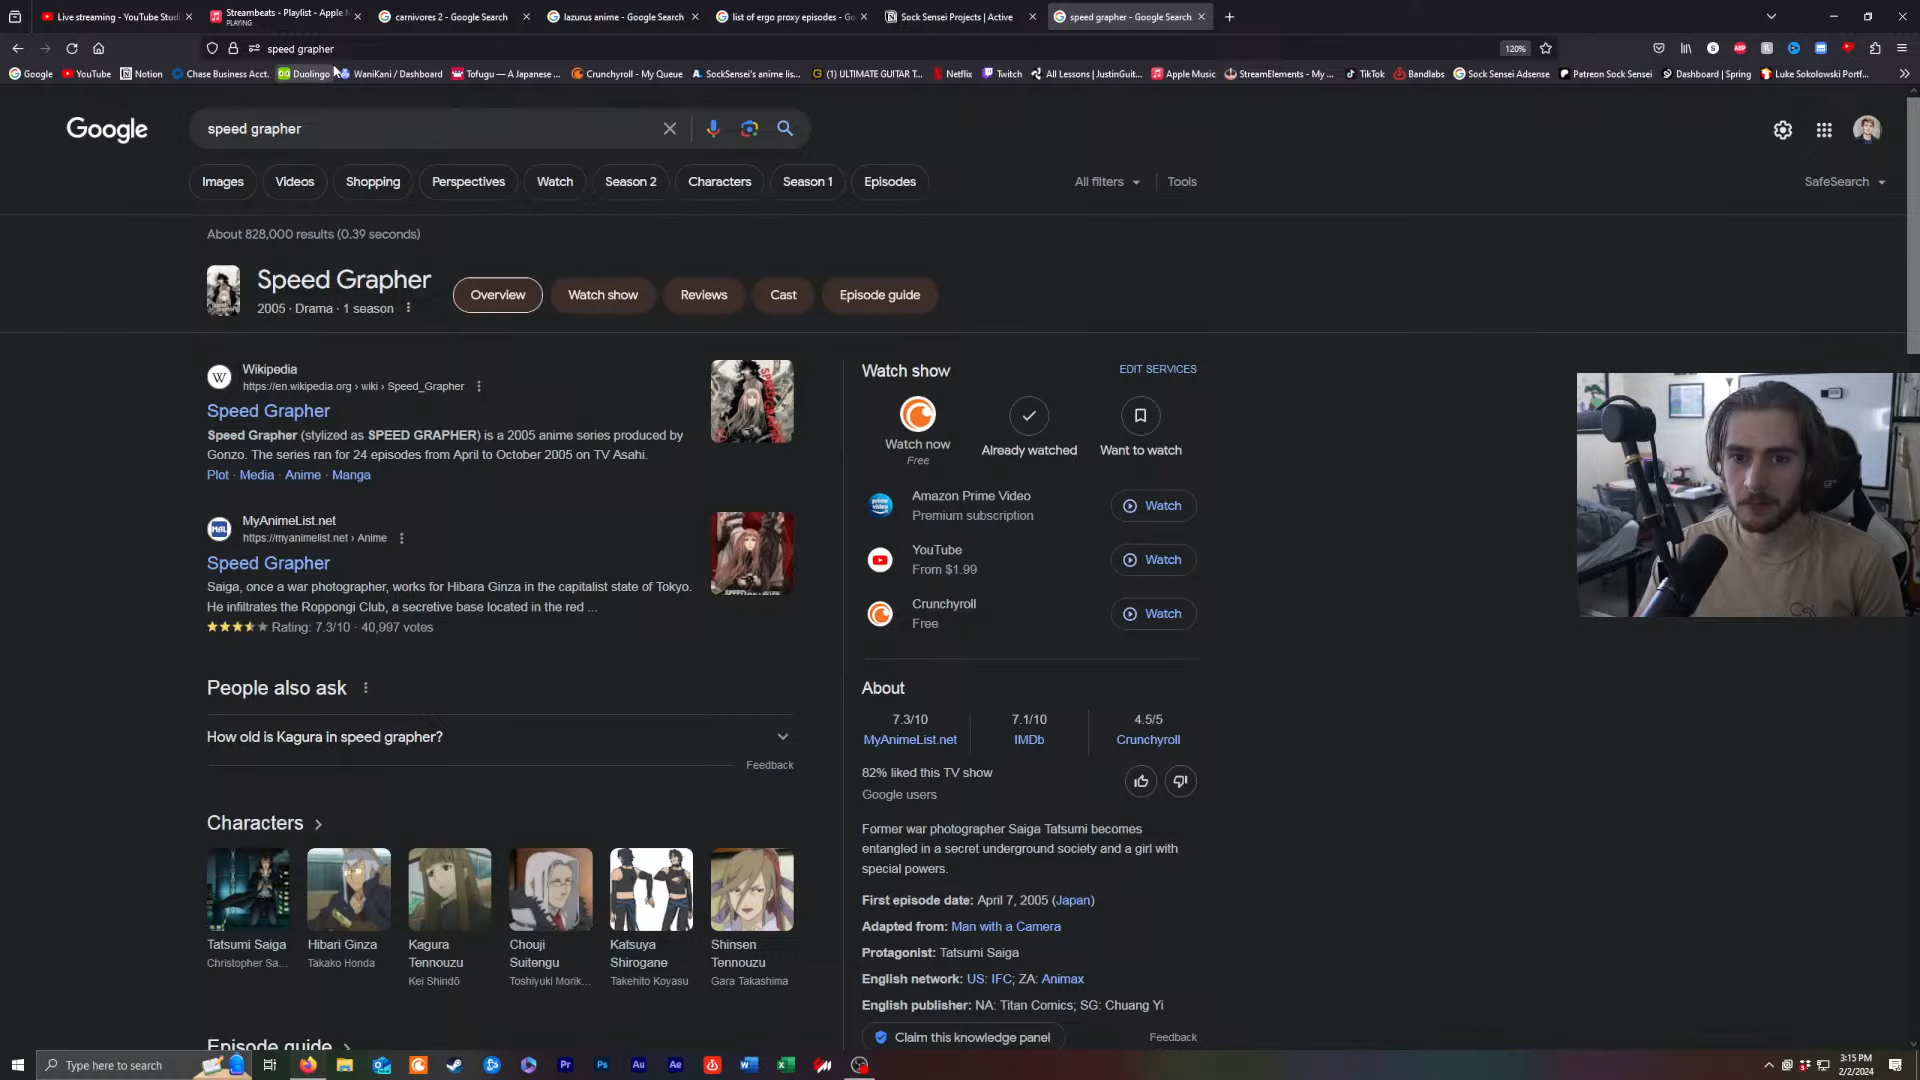 Live streaming - YouTube Studi
Streambeats - Playlist - Apple M
PLAYING
carnivores 2 - Google Search
lazurus anime - Google Search
list of ergo proxy episodes - Go
Sock Sensei Projects | Active
speed grapher - Google Search
speed grapher
120%
Google
YouTube
Notion
Chase Business Acct.
Duolingo
WaniKani / Dashboard
Tofugu — A Japanese ...
Crunchyroll - My Queue
SockSensei's anime lis...
(1) ULTIMATE GUITAR T...
Netflix
Twitch
All Lessons | JustinGuit...
Apple Music
StreamElements - My ...
TikTok
Bandlabs
Sock Sensei Adsense
Patreon Sock Sensei
Dashboard | Spring
Luke Sokolowski Portf...
Google
speed grapher
Images
Videos
Shopping
Perspectives
Watch
Season 2
Characters
Season 1
Episodes
All filters
Tools
SafeSearch
About 828,000 results (0.39 seconds)
Speed Grapher
2005 · Drama · 1 season
Overview
Watch show
Reviews
Cast
Episode guide
Wikipedia
https://en.wikipedia.org › wiki › Speed_Grapher
Speed Grapher
Speed Grapher (stylized as SPEED GRAPHER) is a 2005 anime series produced by
Gonzo. The series ran for 24 episodes from April to October 2005 on TV Asahi.
Plot · Media · Anime · Manga
MyAnimeList.net
https://myanimelist.net › Anime
Speed Grapher
Saiga, once a war photographer, works for Hibara Ginza in the capitalist state of Tokyo.
He infiltrates the Roppongi Club, a secretive base located in the red ...
Rating: 7.3/10 · 40,997 votes
People also ask
How old is Kagura in speed grapher?
Feedback
Characters
Tatsumi Saiga
Christopher Sa...
Hibari Ginza
Takako Honda
Kagura
Tennouzu
Kei Shindō
Chouji
Suitengu
Toshiyuki Morik...
Katsuya
Shirogane
Takehito Koyasu
Shinsen
Tennouzu
Gara Takashima
Episode guide
Watch show
EDIT SERVICES
Watch now
Free
Already watched
Want to watch
Amazon Prime Video
Premium subscription
Watch
YouTube
From $1.99
Watch
Crunchyroll
Free
Watch
About
7.3/10
MyAnimeList.net
7.1/10
IMDb
4.5/5
Crunchyroll
82% liked this TV show
Google users
Former war photographer Saiga Tatsumi becomes
entangled in a secret underground society and a girl with
special powers.
First episode date: April 7, 2005 (Japan)
Adapted from: Man with a Camera
Protagonist: Tatsumi Saiga
English network: US: IFC; ZA: Animax
English publisher: NA: Titan Comics; SG: Chuang Yi
Claim this knowledge panel
Feedback
Type here to search
3:15 PM
2/2/2024